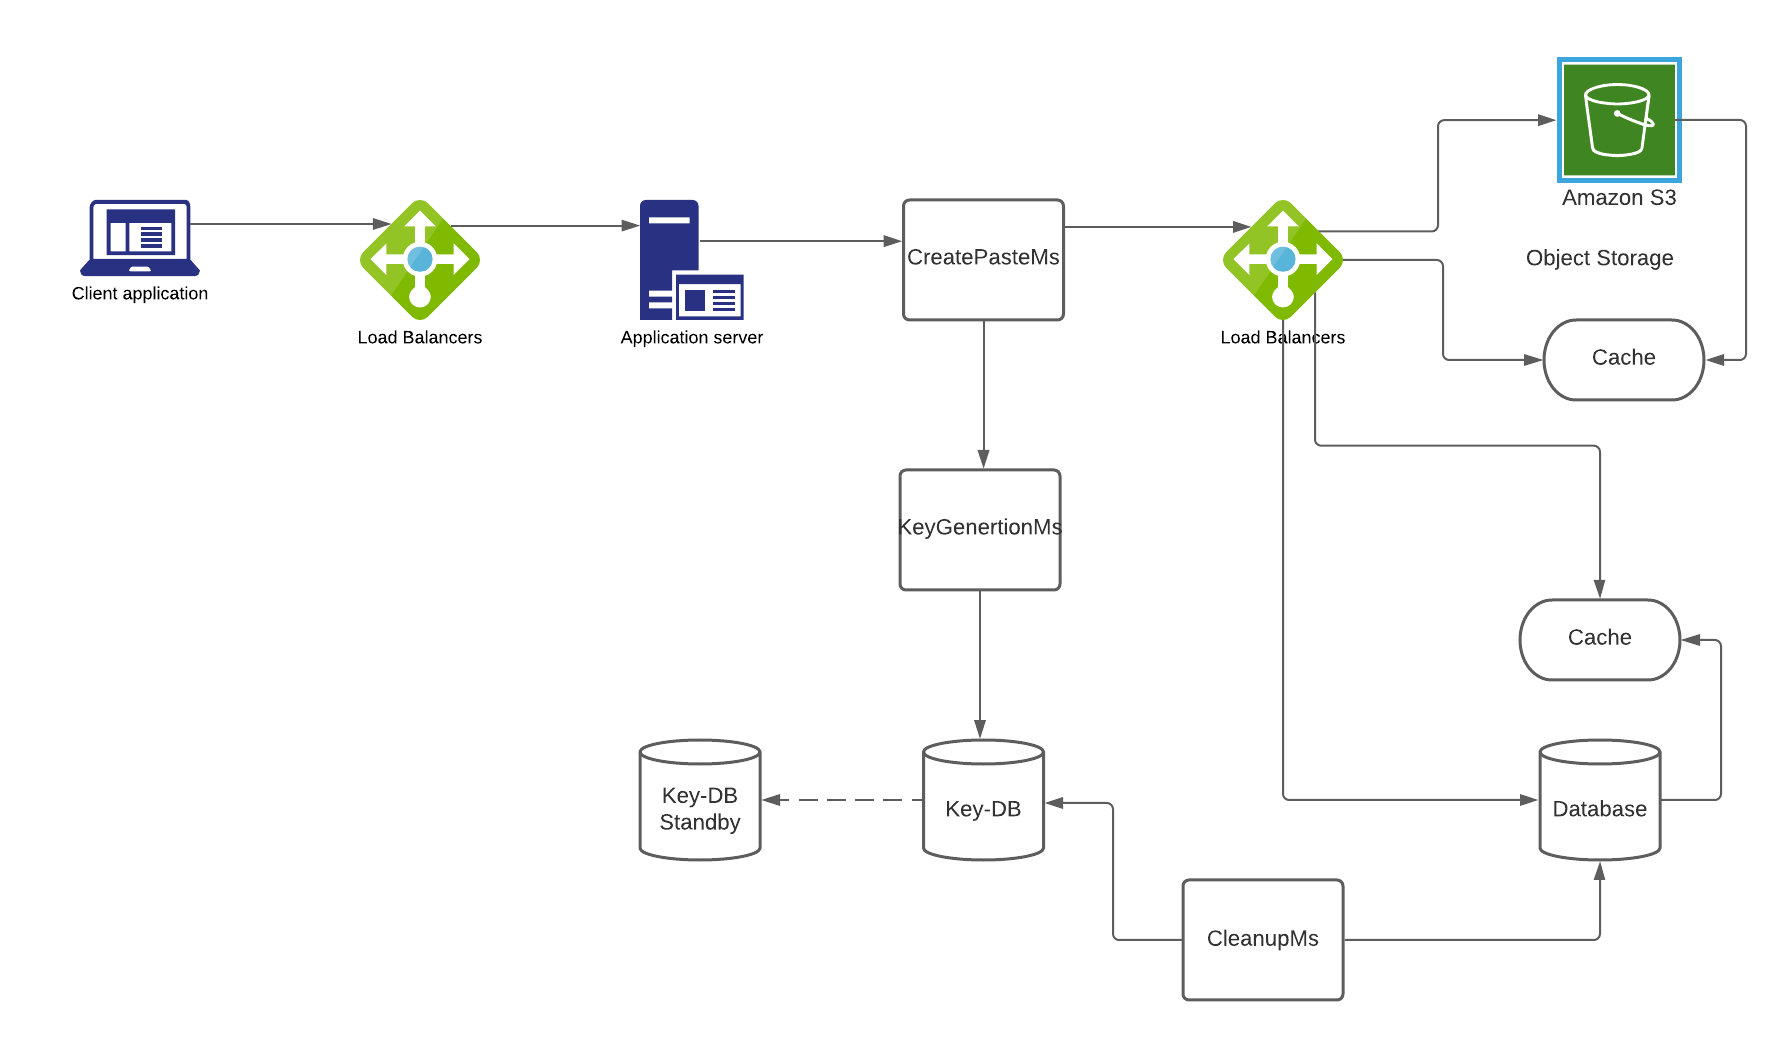 Amazon S3
Client application
Load Balancers
Application server
CreatePasteMs
Load Balancers
Object Storage
Cache
KeyGenertionMs
Cache
Key-DB
Standby
Key-DB
Database
CleanupMs